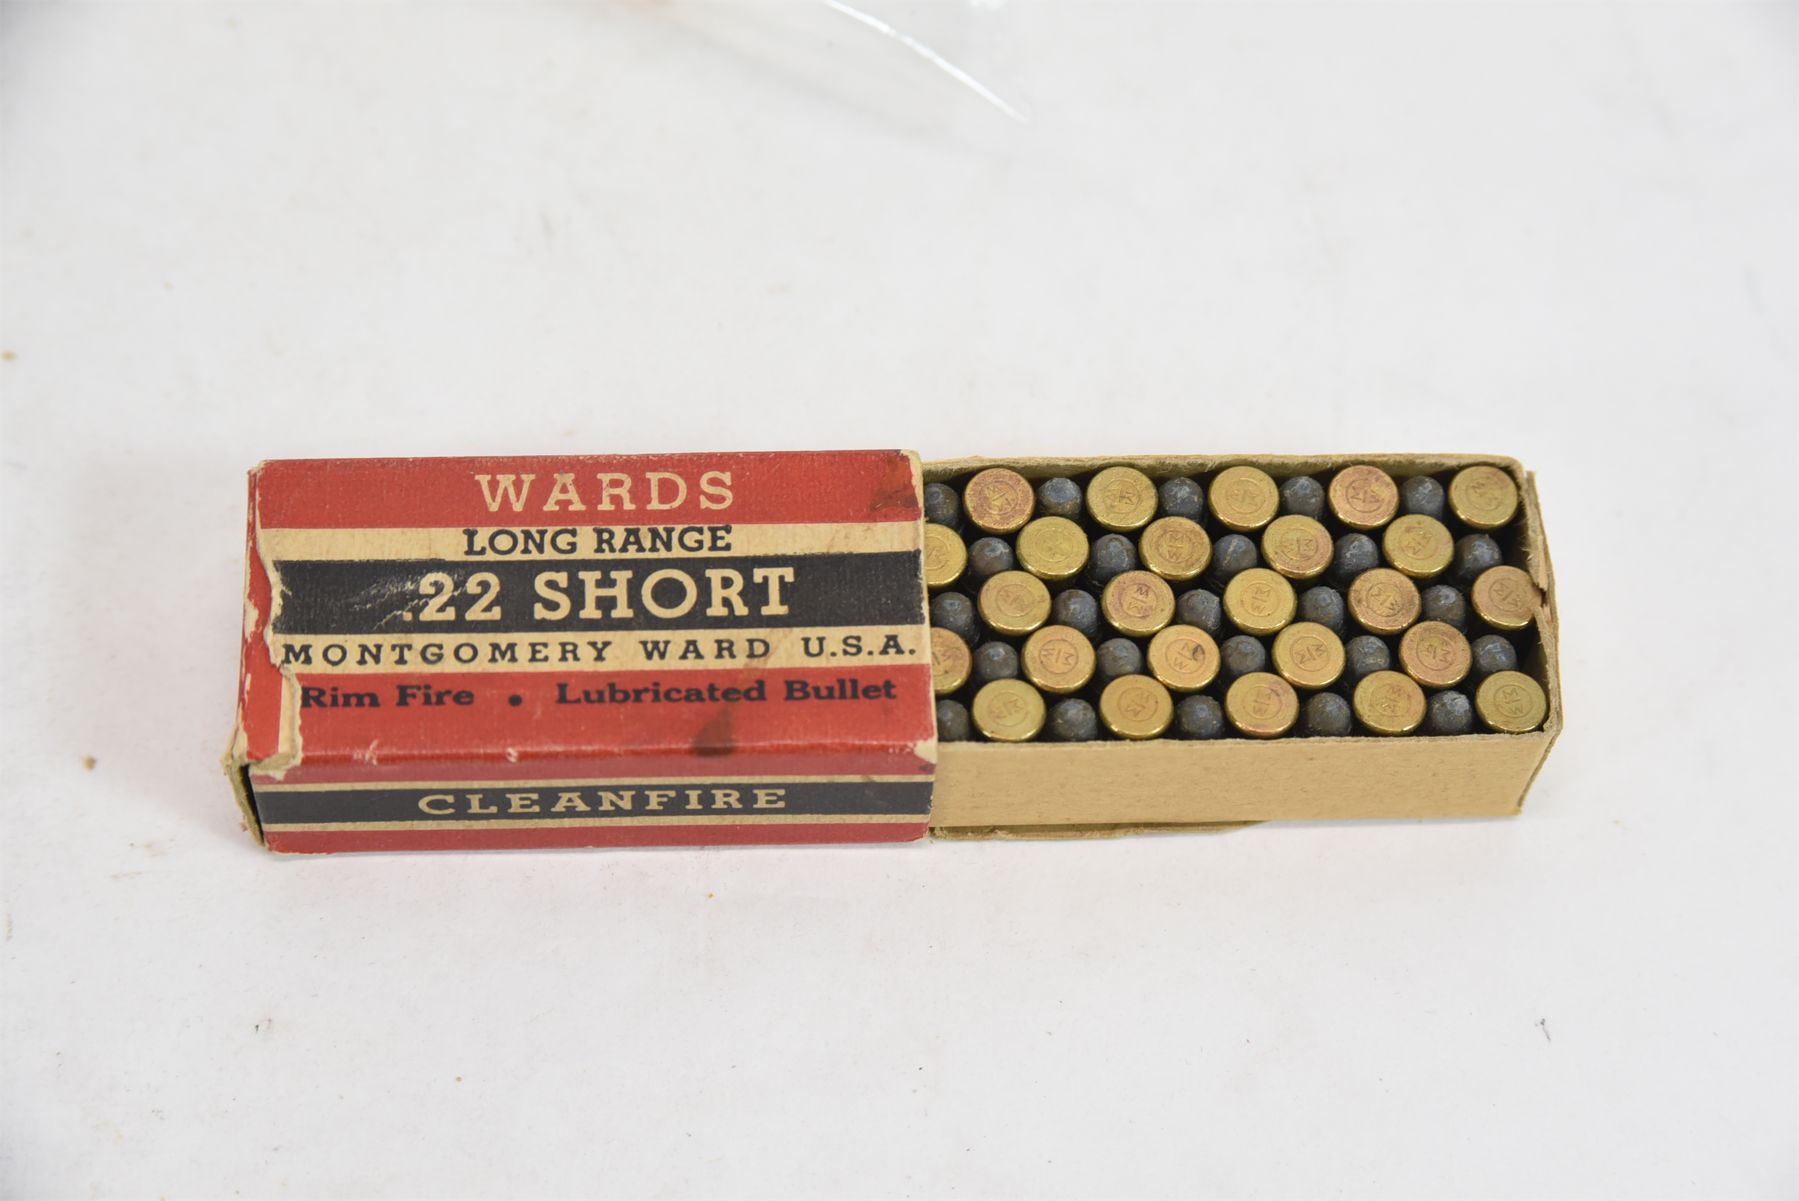 WARDS
LONG RANGE
.22 SHORT
MONTGOMERY WARD U.S.A.
Rim Fire • Lubricated Bullet
CLEANFIRE